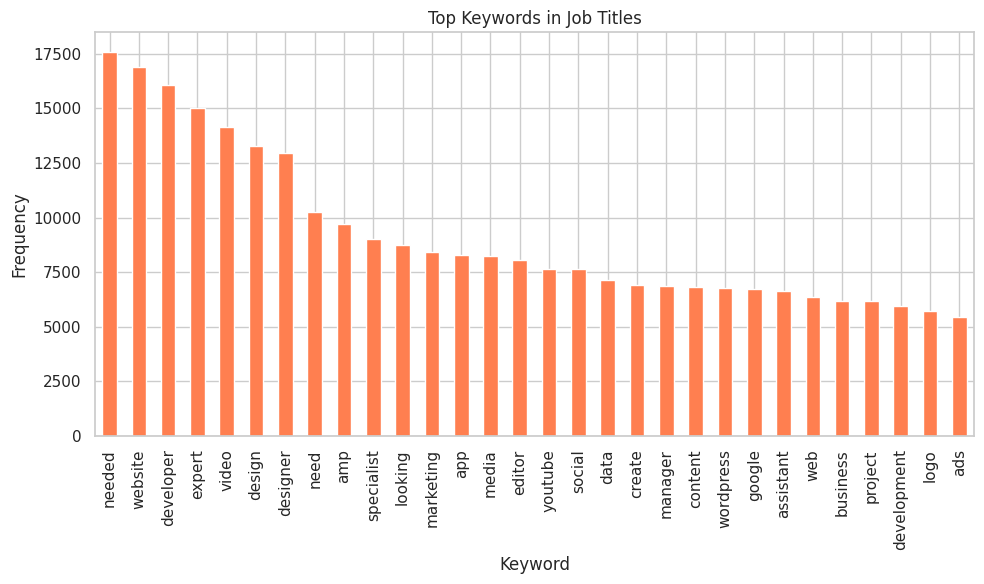 Top Keywords in Job Titles
Frequency
17500
15000
12500
10000
7500
5000
2500
0
needed
website
developer
expert
video
design
designer
need
amp
specialist
looking
marketing
app
media
editor
youtube
social
data
create
manager
content
wordpress
google
assistant
web
business
project
development
logo
ads
Keyword